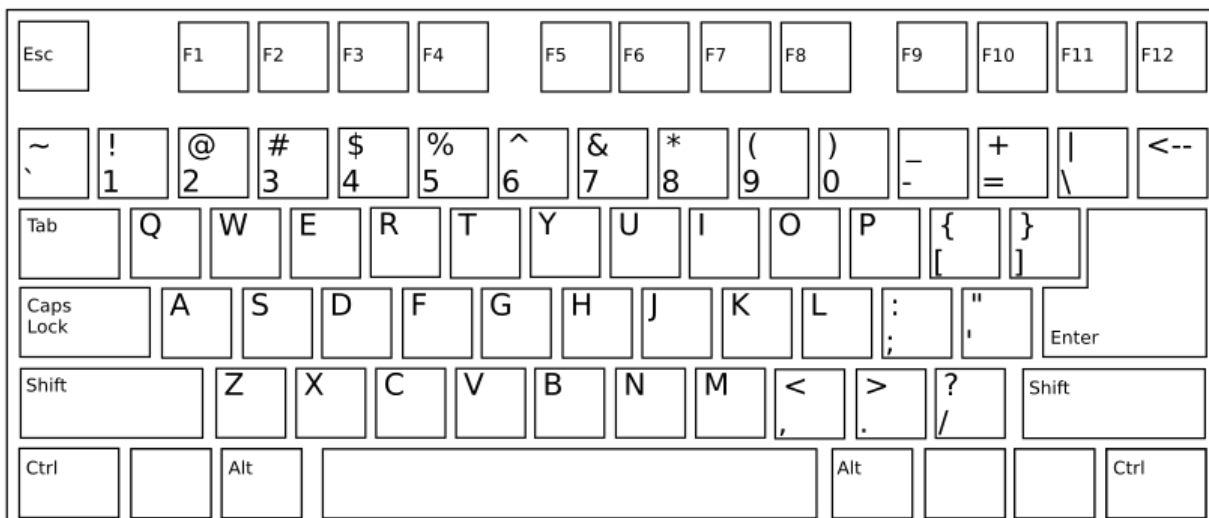 Esc F1 F2 F3 F4 F5 F6 F7 F8 F9 F10 F11 F12
~ ! @ # $ % ^ & * ( ) _ + | <--
` 1 2 3 4 5 6 7 8 9 0 - = \
Tab Q W E R T Y U I O P { }
[ ]
Caps A S D F G H J K L : "
Lock ; '
Enter
Shift Z X C V B N M < > ? Shift
, . /
Ctrl Alt Alt Ctrl